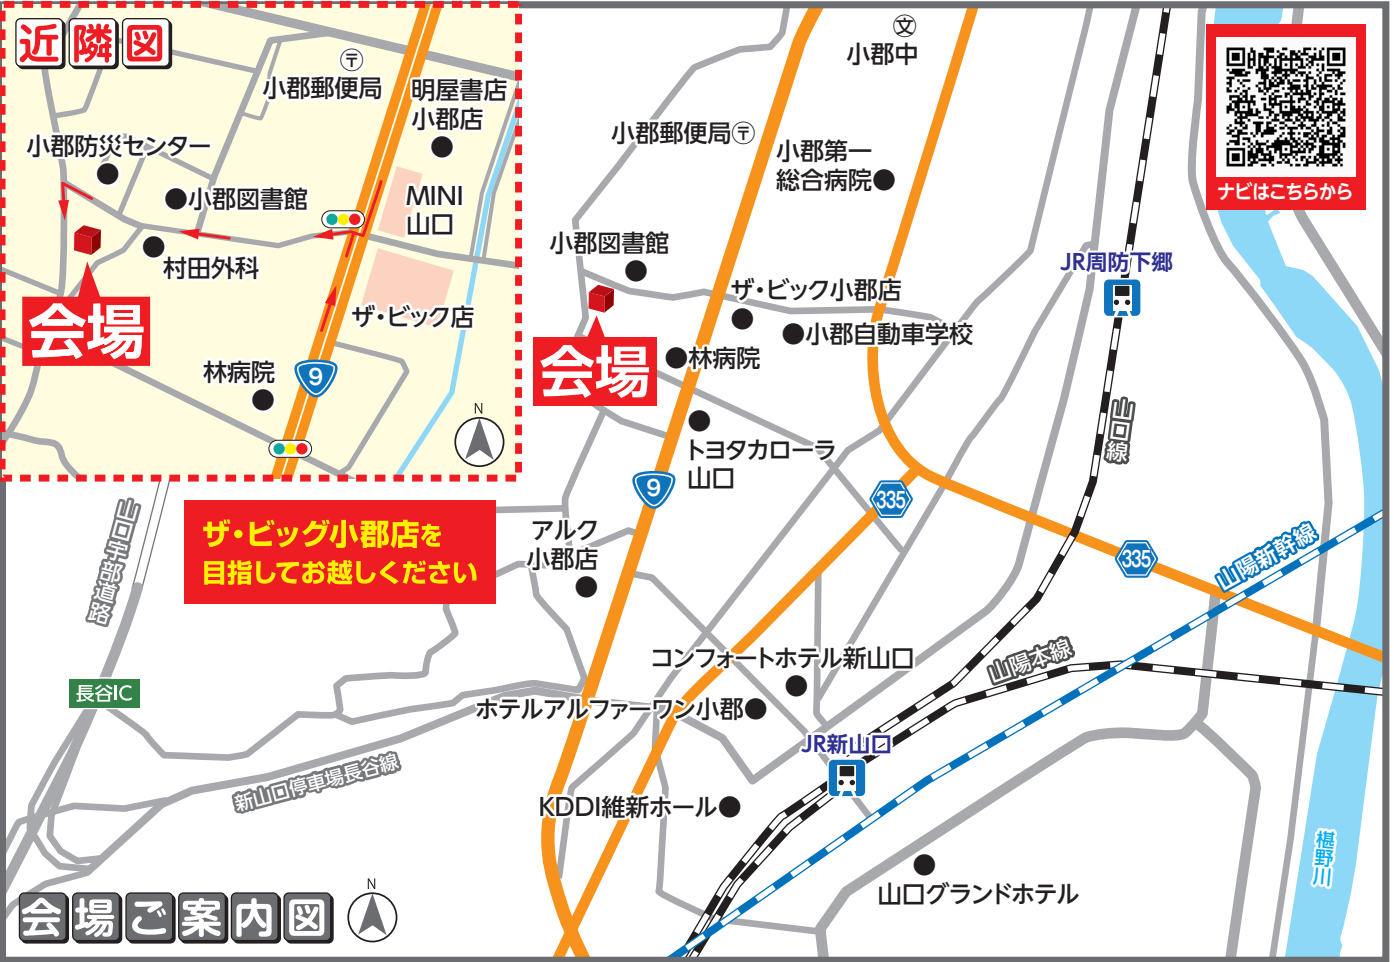 近隣図
〒
小郡郵便局
明屋書店
小郡店
小郡防災センター
小郡図書館
MINI
山口
村田外科
会場
ザ・ビック店
林病院
9
N
文
小郡中
小郡郵便局〒
小郡第一
総合病院
小郡図書館
ザ・ビック小郡店
小郡自動車学校
会場
林病院
トヨタカローラ
山口
9
335
335
アルク
小郡店
ナビはこちらから
JR周防下郷
山口線
山陽新幹線
山陽本線
ザ・ビッグ小郡店を
目指してお越しください
山口宇部道路
長谷IC
新山口停車場長谷線
コンフォートホテル新山口
ホテルアルファーワン小郡
JR新山口
KDDI維新ホール
山口グランドホテル
椹野川
会場ご案内図
N